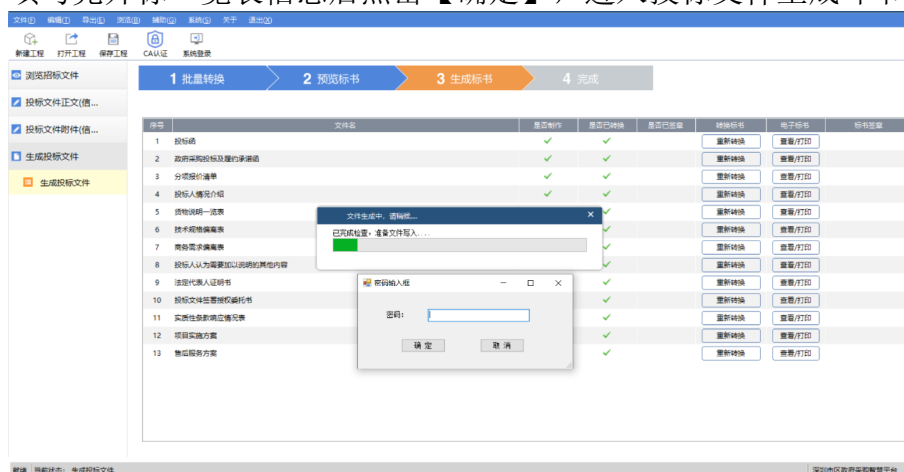 文件(F) 编辑(I) 导出(E) 浏览(B) 辅助(G) 系统(S) 关于 退出(X)
新建工程 打开工程 保存工程 CA认证 系统登录
浏览招标文件
投标文件正文(信...
投标文件附件(信...
生成投标文件
生成投标文件
1 批量转换 2 预览标书 3 生成标书 4 完成
序号 文件名 是否制作 是否已转换 是否已签章 转换标书 电子标书 标书签章
1 投标函 重新转换 查看/打印
2 政府采购投标及履约承诺函 重新转换 查看/打印
3 分项报价清单 重新转换 查看/打印
4 投标人情况介绍 重新转换 查看/打印
5 货物说明一览表 重新转换 查看/打印
6 技术规格偏离表 重新转换 查看/打印
7 商务需求偏离表 重新转换 查看/打印
8 投标人认为需要加以说明的其他内容 重新转换 查看/打印
9 法定代表人证明书 重新转换 查看/打印
10 投标文件签署授权委托书 重新转换 查看/打印
11 实质性条款响应情况表 重新转换 查看/打印
12 项目实施方案 重新转换 查看/打印
13 售后服务方案 重新转换 查看/打印
文件生成中，请稍候...
已完成检查，准备文件写入....
密码输入框
密码:
确定 取消
就绪 当前状态: 生成投标文件